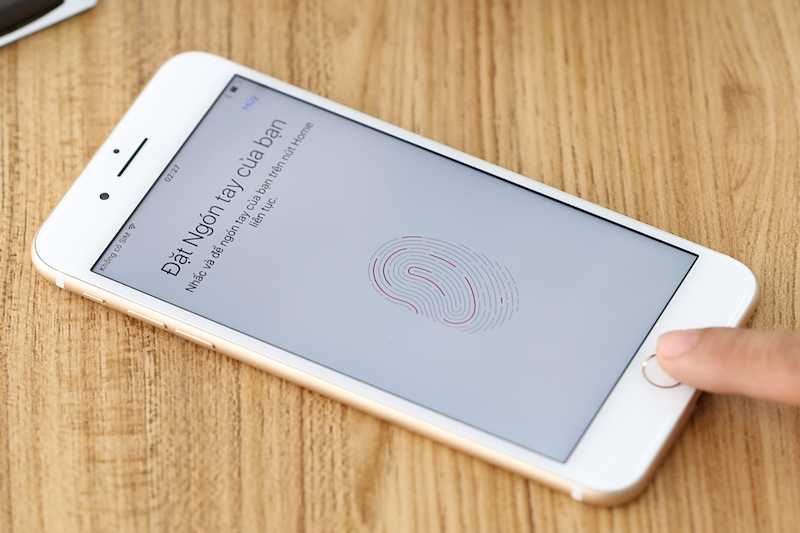 Không có SIM
02:27
Hủy
Đặt Ngón tay của bạn
Nhấc và để ngón tay của bạn trên nút Home
liên tục.